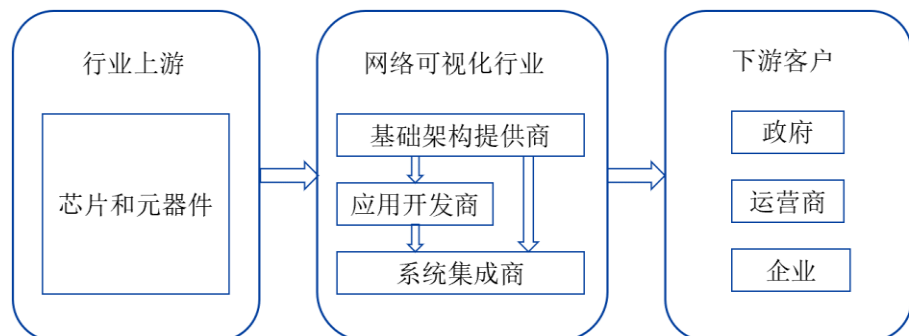 行业上游
芯片和元器件
网络可视化行业
基础架构提供商
应用开发商
系统集成商
下游客户
政府
运营商
企业